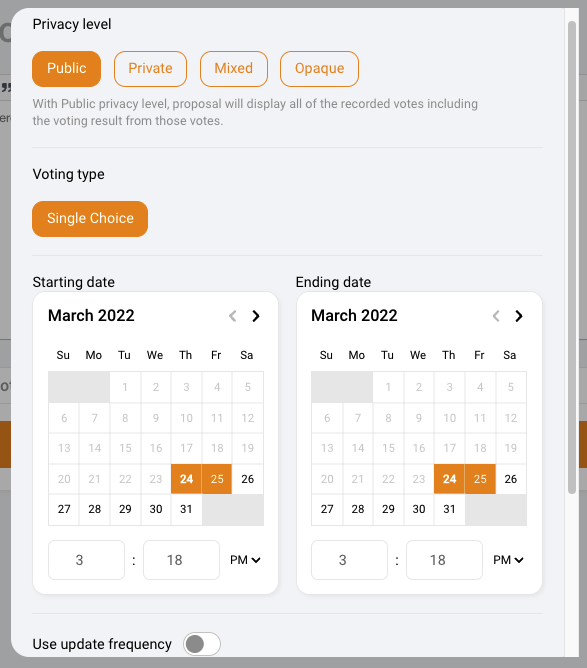 Privacy level
Public Private Mixed Opaque
With Public privacy level, proposal will display all of the recorded votes including
the voting result from those votes.
Voting type
Single Choice
Starting date Ending date
March 2022 March 2022
Su Mo Tu We Th Fr Sa Su Mo Tu We Th Fr Sa
1 2 3 4 5 1 2 3 4 5
6 7 8 9 10 11 12 6 7 8 9 10 11 12
13 14 15 16 17 18 19 13 14 15 16 17 18 19
20 21 22 23 24 25 26 20 21 22 23 24 25 26
27 28 29 30 31 27 28 29 30 31
3 : 18 PM 3 : 18 PM
Use update frequency